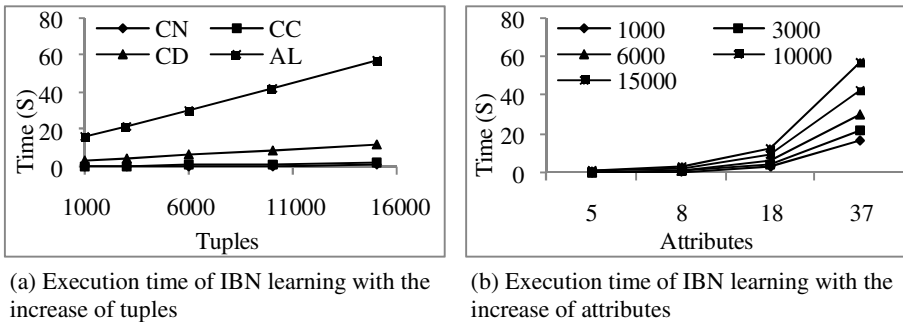 80
60
40
20
0
Time (S)
CN CC
CD AL
1000 6000 11000 16000
Tuples
80
60
40
20
0
Time (S)
1000 3000
6000 10000
15000
5 8 18 37
Attributes
(a) Execution time of IBN learning with the
increase of tuples
(b) Execution time of IBN learning with the
increase of attributes